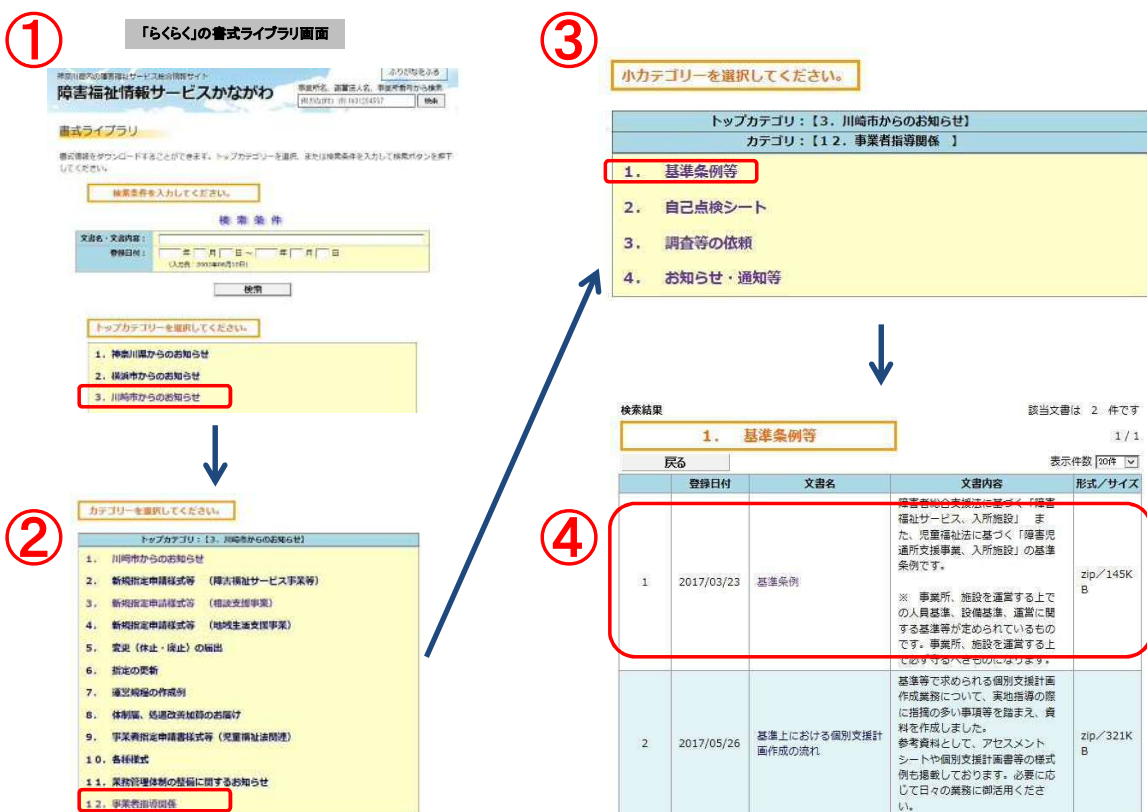 ①
「らくらく」の書式ライブラリ画面
神奈川県内の障害福祉サービス総合情報サイト
ふりがなをふる
障害福祉情報サービスかながわ
事業所名、運営法人名、事業所番号から検索
検索
書式ライブラリ
書式情報をダウンロードすることができます。トップカテゴリーを選択、または検索条件を入力して検索ボタンを押下
してください。
検索条件を入力してください。
検 索 条 件
文書名・文書内容：
登録日付： 年 月 日 ～ 年 月 日
検索
トップカテゴリーを選択してください。
1. 神奈川県からのお知らせ
2. 横浜市からのお知らせ
3. 川崎市からのお知らせ
②
カテゴリーを選択してください。
トップカテゴリ：【3. 川崎市からのお知らせ】
1. 川崎市からのお知らせ
2. 新規指定申請様式等 （障害福祉サービス事業等）
3. 新規指定申請様式等 （相談支援事業）
4. 新規指定申請様式等 （地域生活支援事業）
5. 変更（休止・廃止）の届出
6. 指定の更新
7. 運営規程の作成例
8. 体制届、処遇改善加算のお届け
9. 事業者指定申請書様式等（児童福祉法関連）
10. 各種様式
11. 業務管理体制の整備に関するお知らせ
12. 事業者指導関係
③
小カテゴリーを選択してください。
トップカテゴリ：【3. 川崎市からのお知らせ】
カテゴリ：【12. 事業者指導関係 】
1. 基準条例等
2. 自己点検シート
3. 調査等の依頼
4. お知らせ・通知等
④
検索結果
該当文書は 2 件です
1. 基準条例等
1 / 1
戻る
表示件数 20件
登録日付 文書名 文書内容 形式／サイズ
障害者総合支援法に基づく「障害
福祉サービス、入所施設」 ま
た、児童福祉法に基づく「障害児
通所支援事業、入所施設」の基準
条例です。
1 2017/03/23 基準条例
zip／145K
B
※ 事業所、施設を運営する上で
の人員基準、設備基準、運営に関
する基準等が定められているもの
です。事業所、施設を運営する上
で必ず守るべきものになります。
基準等で求められる個別支援計画
作成業務について、実地指導の際
に指摘の多い事項等を踏まえ、資
料を作成しました。
2 2017/05/26 基準上における個別支援計
画作成の流れ
zip／321K
B
参考資料として、アセスメント
シートや個別支援計画書等の様式
例も掲載しております。必要に応
じて日々の業務に御活用くださ
い。